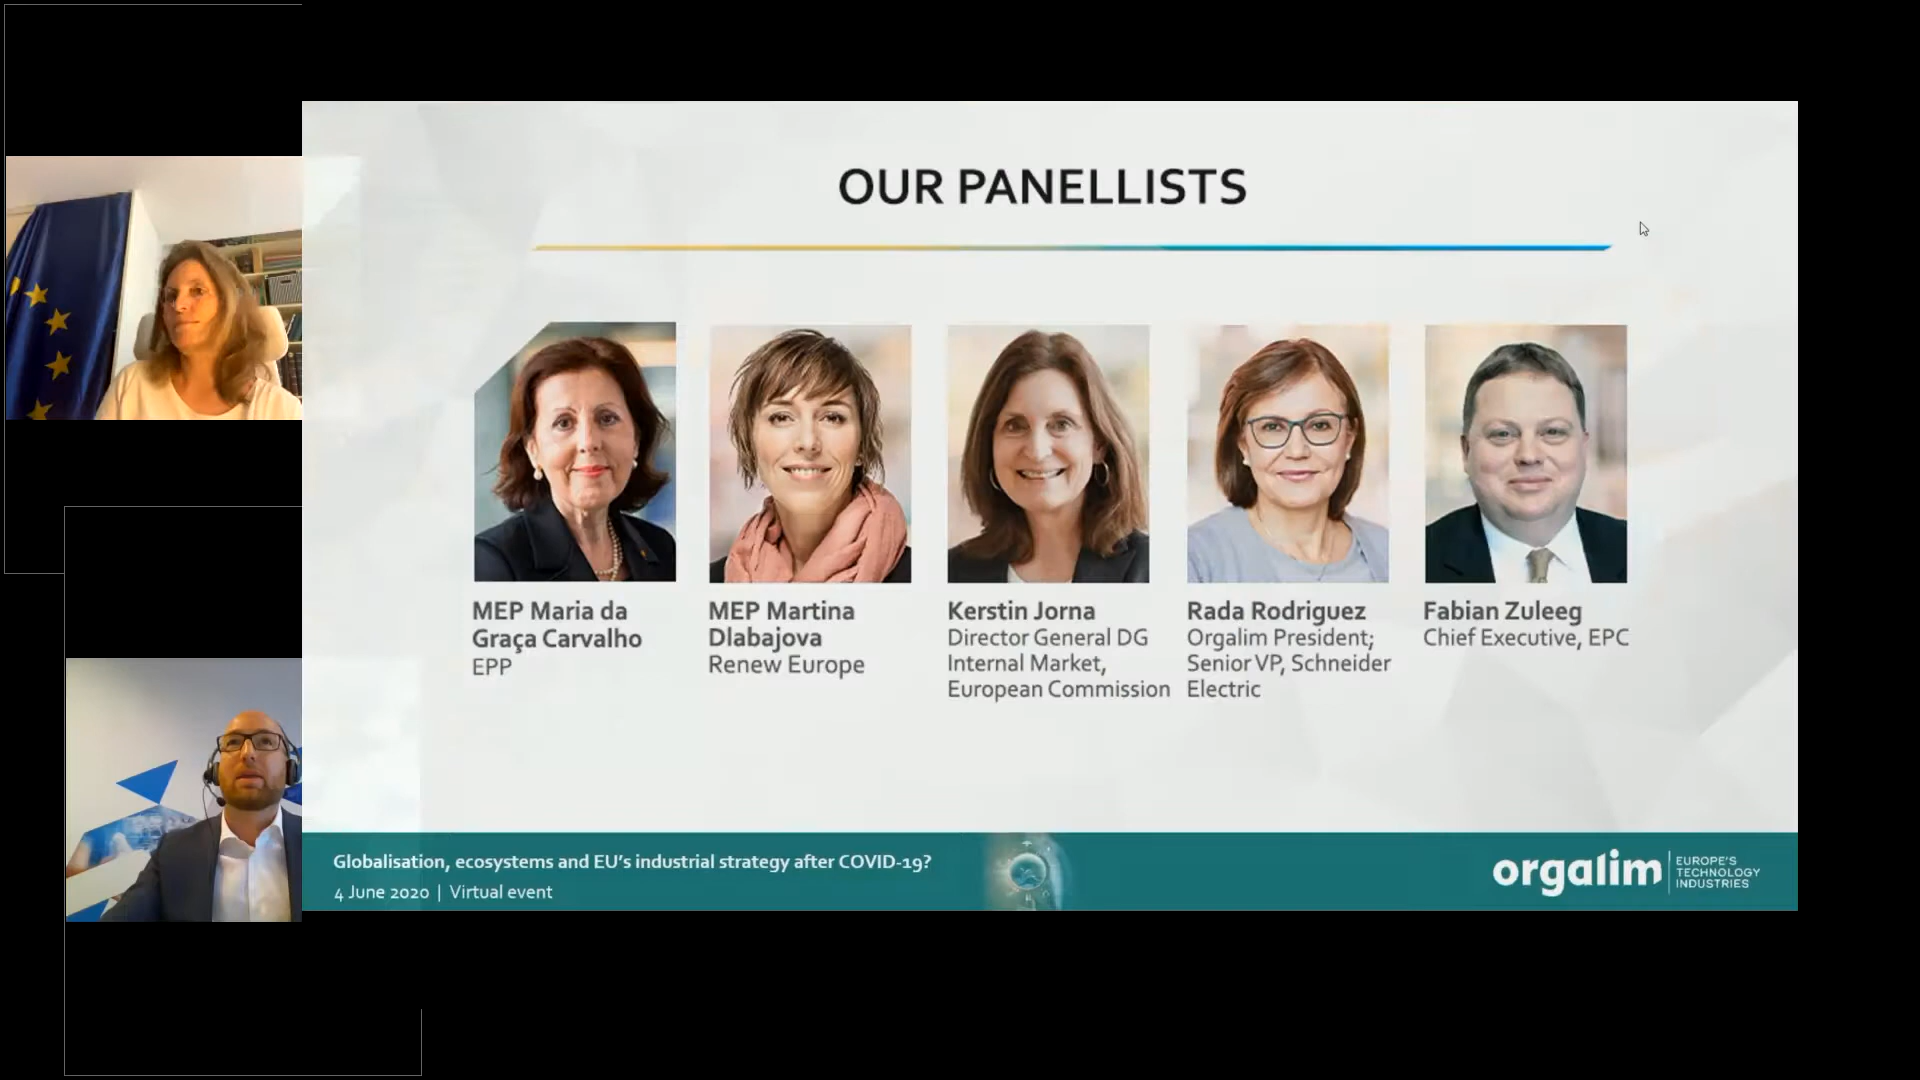 OUR PANELLISTS
MEP Maria da
Graça Carvalho
EPP
MEP Martina
Dlabajova
Renew Europe
Kerstin Jorna
Director General DG
Internal Market,
European Commission
Rada Rodriguez
Orgalim President;
Senior VP, Schneider
Electric
Fabian Zuleeg
Chief Executive, EPC
Globalisation, ecosystems and EU's industrial strategy after COVID-19?
4 June 2020 | Virtual event
orgalim
EUROPE'S
TECHNOLOGY
INDUSTRIES